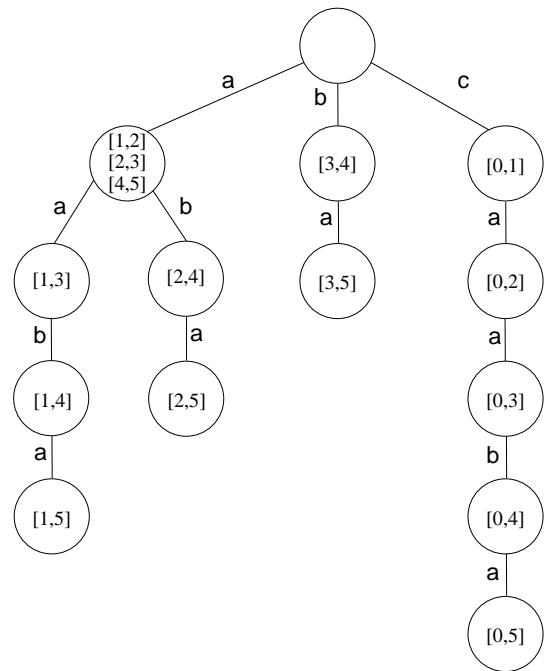 a
b
c
[1,2]
[2,3]
[4,5]
[3,4]
[0,1]
a
b
a
a
[1,3]
[2,4]
[3,5]
[0,2]
b
a
a
[1,4]
[2,5]
[0,3]
a
b
[1,5]
[0,4]
a
[0,5]